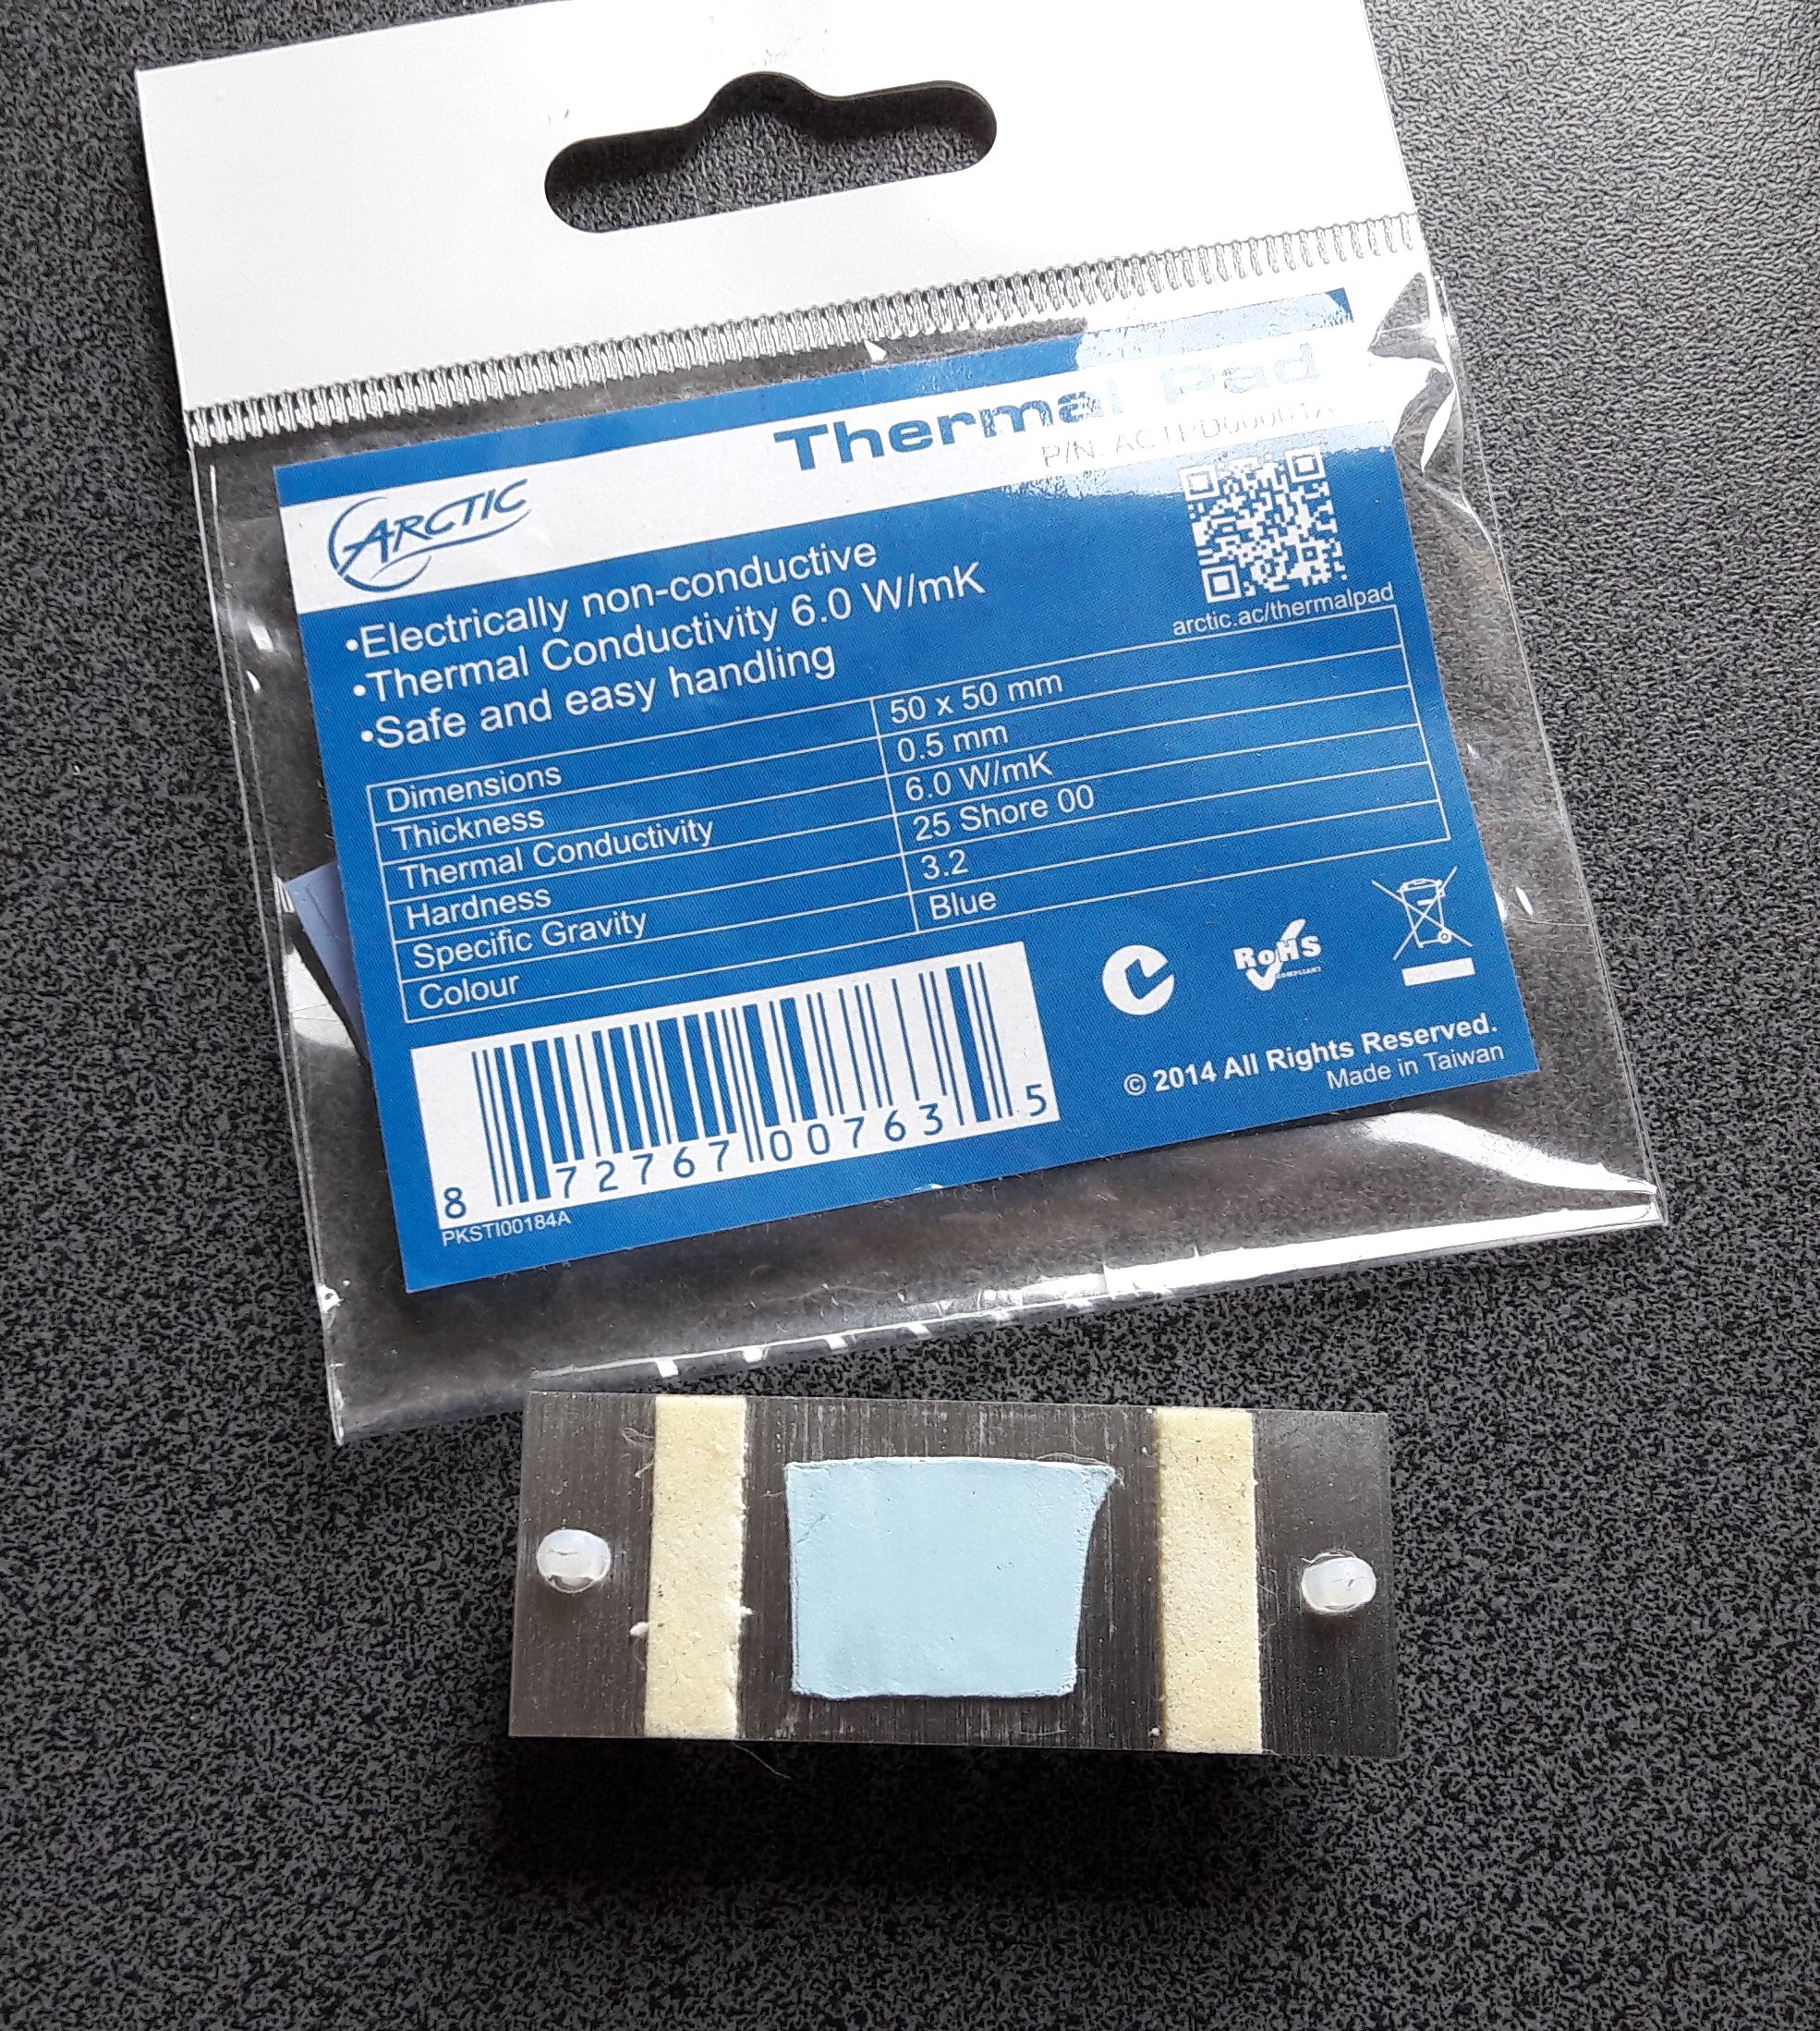 Thermal Pad
P/N. ACTPD00001A
ARCTIC
•Electrically non-conductive
•Thermal Conductivity 6.0 W/mK
•Safe and easy handling
arctic.ac/thermalpad
Dimensions 50 x 50 mm
Thickness 0.5 mm
Thermal Conductivity 6.0 W/mK
Hardness 25 Shore 00
Specific Gravity 3.2
Colour Blue
RoHS
COMPLIANT
© 2014 All Rights Reserved.
Made in Taiwan
8 72767 00763 5
PKSTI00184A